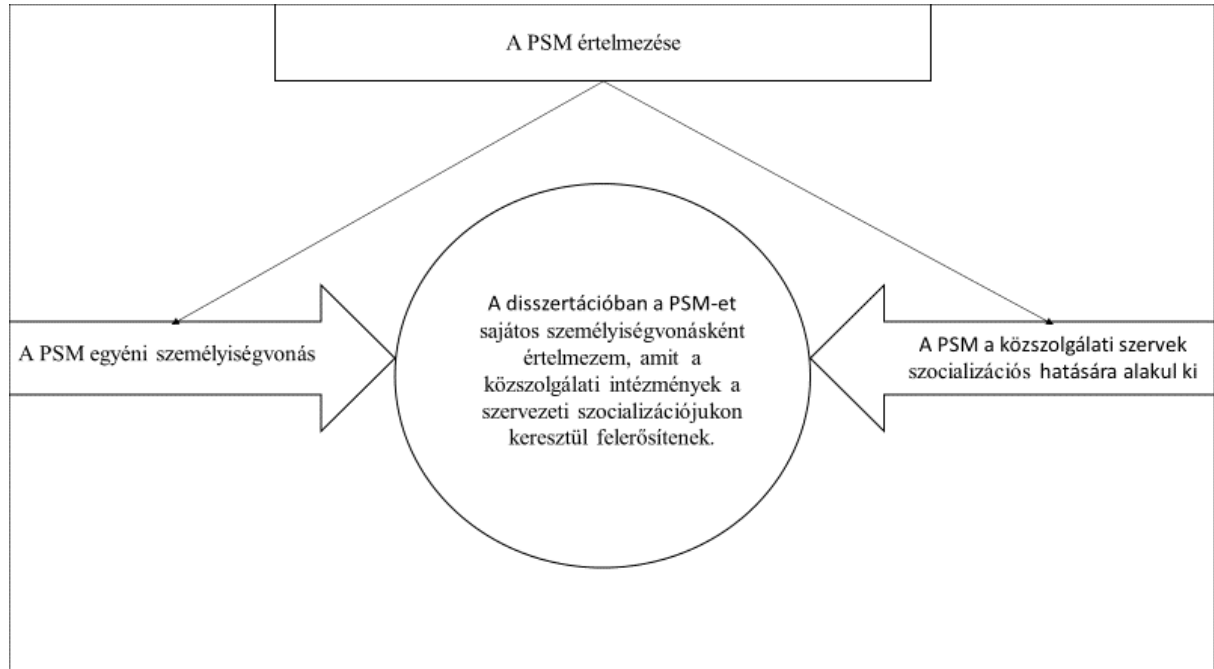 A PSM értelmezése
A PSM egyéni személyiségvonás
A disszertációban a PSM-et
sajátos személyiségvonásként
értelmezem, amit a
közszolgálati intézmények a
szervezeti szocializációjukon
keresztül felerősítenek.
A PSM a közszolgálati szervek
szocializációs hatására alakul ki